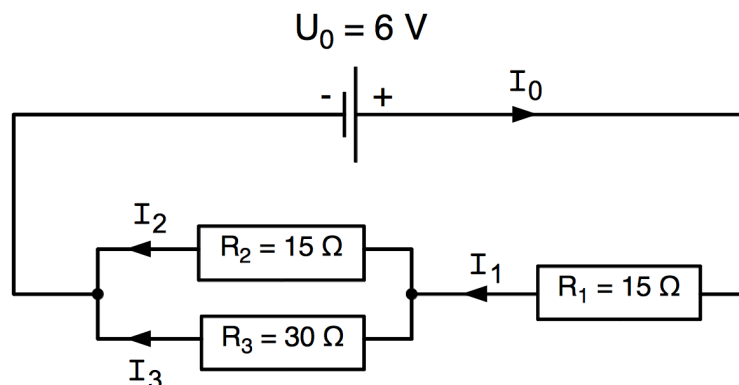 U₀ = 6 V
- +
I₀
I₂
R₂ = 15 Ω
I₁
R₁ = 15 Ω
R₃ = 30 Ω
I₃